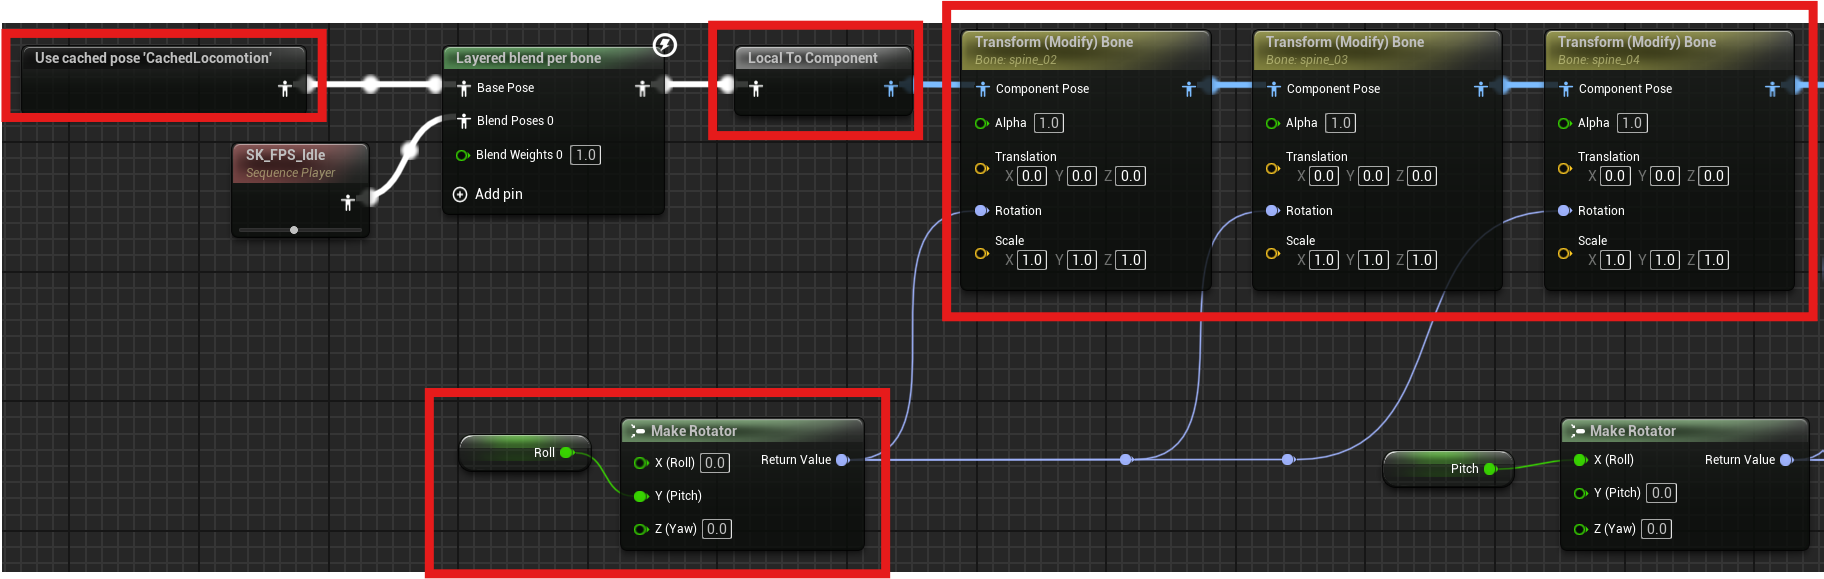 Use cached pose 'CachedLocomotion'
Layered blend per bone
Base Pose
Blend Poses 0
Blend Weights 0 1.0
Add pin
SK_FPS_Idle
Sequence Player
Local To Component
Transform (Modify) Bone
Bone: spine_02
Component Pose
Alpha 1.0
Translation
X 0.0 Y 0.0 Z 0.0
Rotation
Scale
X 1.0 Y 1.0 Z 1.0
Transform (Modify) Bone
Bone: spine_03
Component Pose
Alpha 1.0
Translation
X 0.0 Y 0.0 Z 0.0
Rotation
Scale
X 1.0 Y 1.0 Z 1.0
Transform (Modify) Bone
Bone: spine_04
Component Pose
Alpha 1.0
Translation
X 0.0 Y 0.0 Z 0.0
Rotation
Scale
X 1.0 Y 1.0 Z 1.0
Roll
Make Rotator
X (Roll) 0.0 Return Value
Y (Pitch)
Z (Yaw) 0.0
Pitch
Make Rotator
X (Roll) Return Value
Y (Pitch) 0.0
Z (Yaw) 0.0